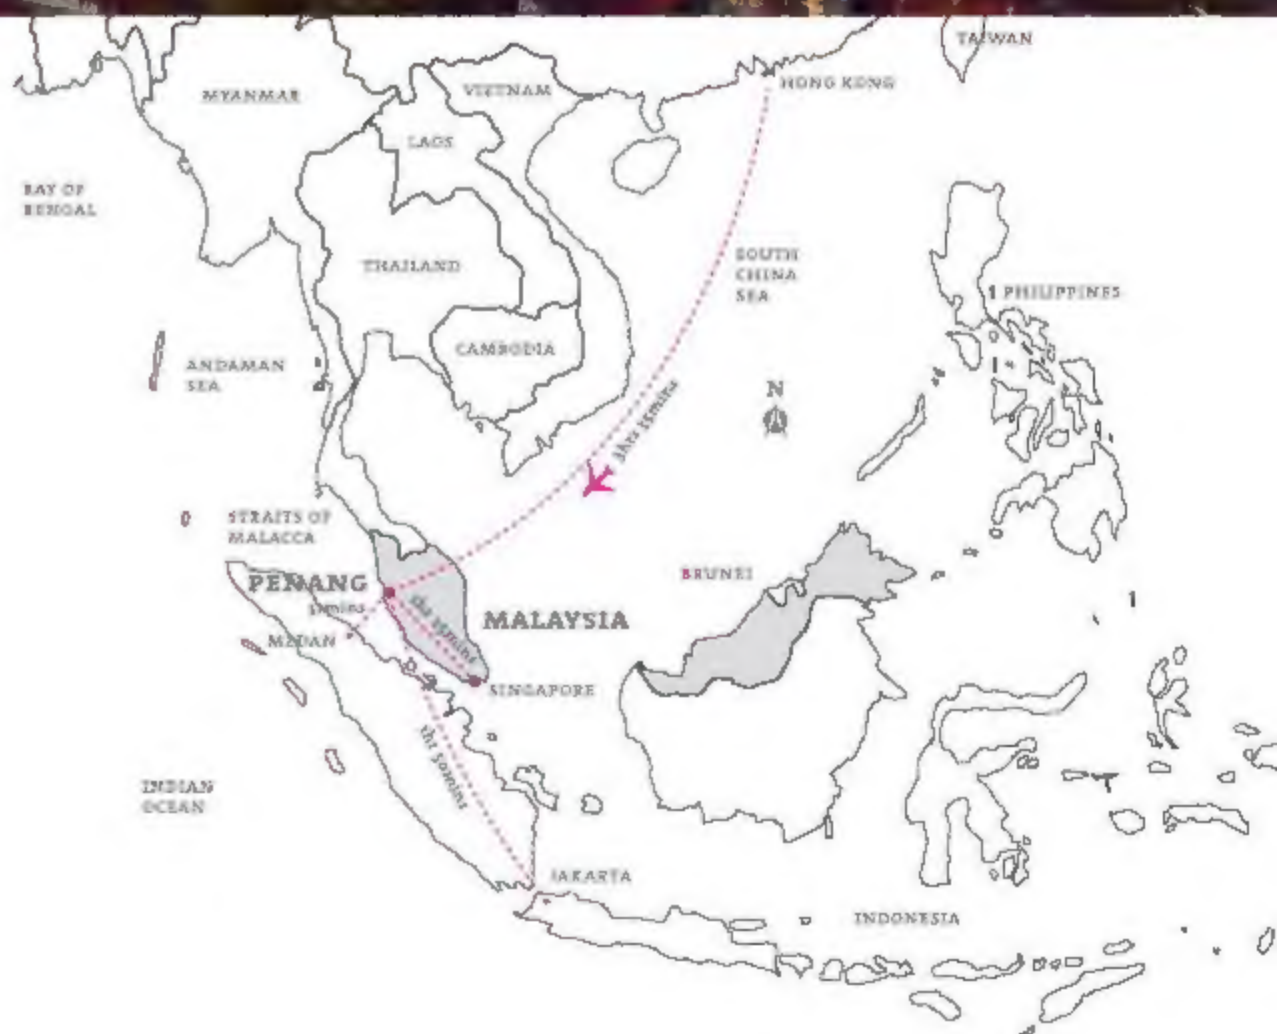 TAIWAN
HONG KONG
VIETNAM
MYANMAR
LAOS
BAY OF
BENGAL
SOUTH
CHINA
SEA
THAILAND
PHILIPPINES
CAMBODIA
ANDAMAN
SEA
N
STRAITS OF
MALACCA
PENANG
BRUNEI
MALAYSIA
MEDAN
SINGAPORE
INDIAN
OCEAN
JAKARTA
INDONESIA